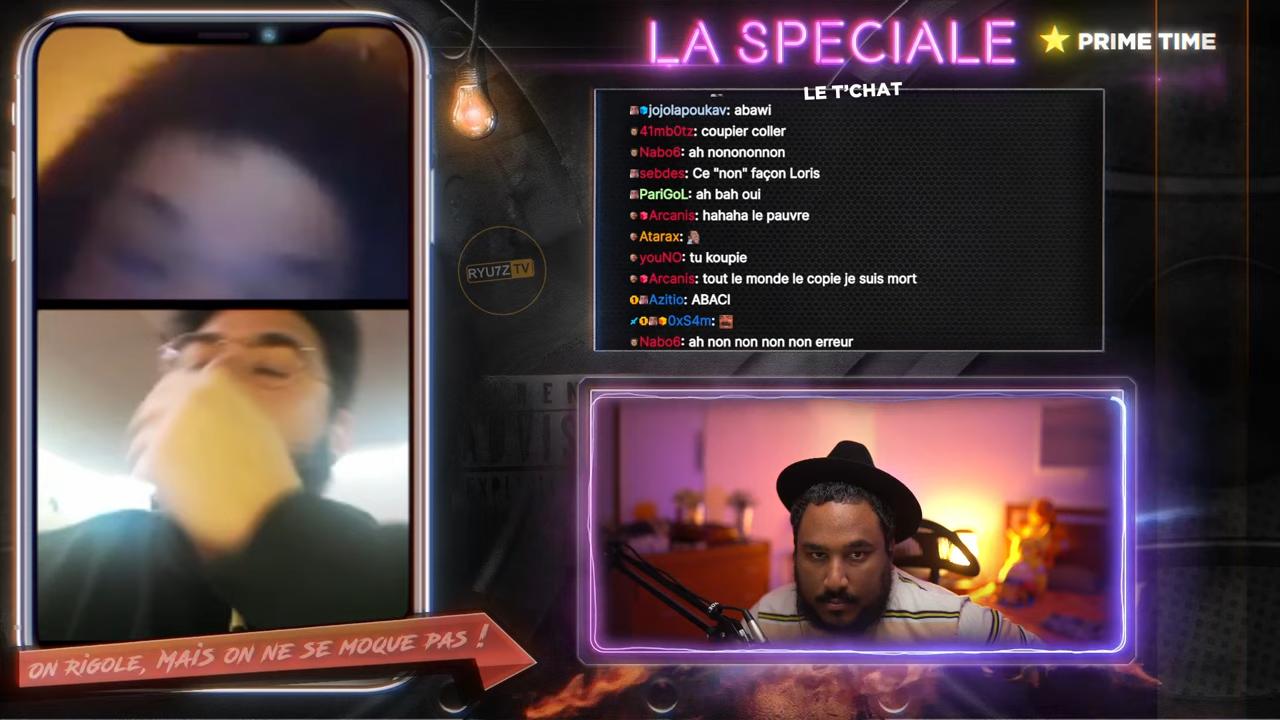 LA SPECIALE
PRIME TIME
LE T'CHAT
jojolapoukav: abawi
41mb0tz: coupier coller
Nabo6: ah nonononnon
sebdes: Ce "non" façon Loris
PariGoL: ah bah oui
Arcanis: hahaha le pauvre
Atarax:
youNO: tu koupie
Arcanis: tout le monde le copie je suis mort
Azitio: ABACI
0xS4m:
Nabo6: ah non non non non erreur
RYU7Z TV
ON RIGOLE, MAIS ON NE SE MOQUE PAS !